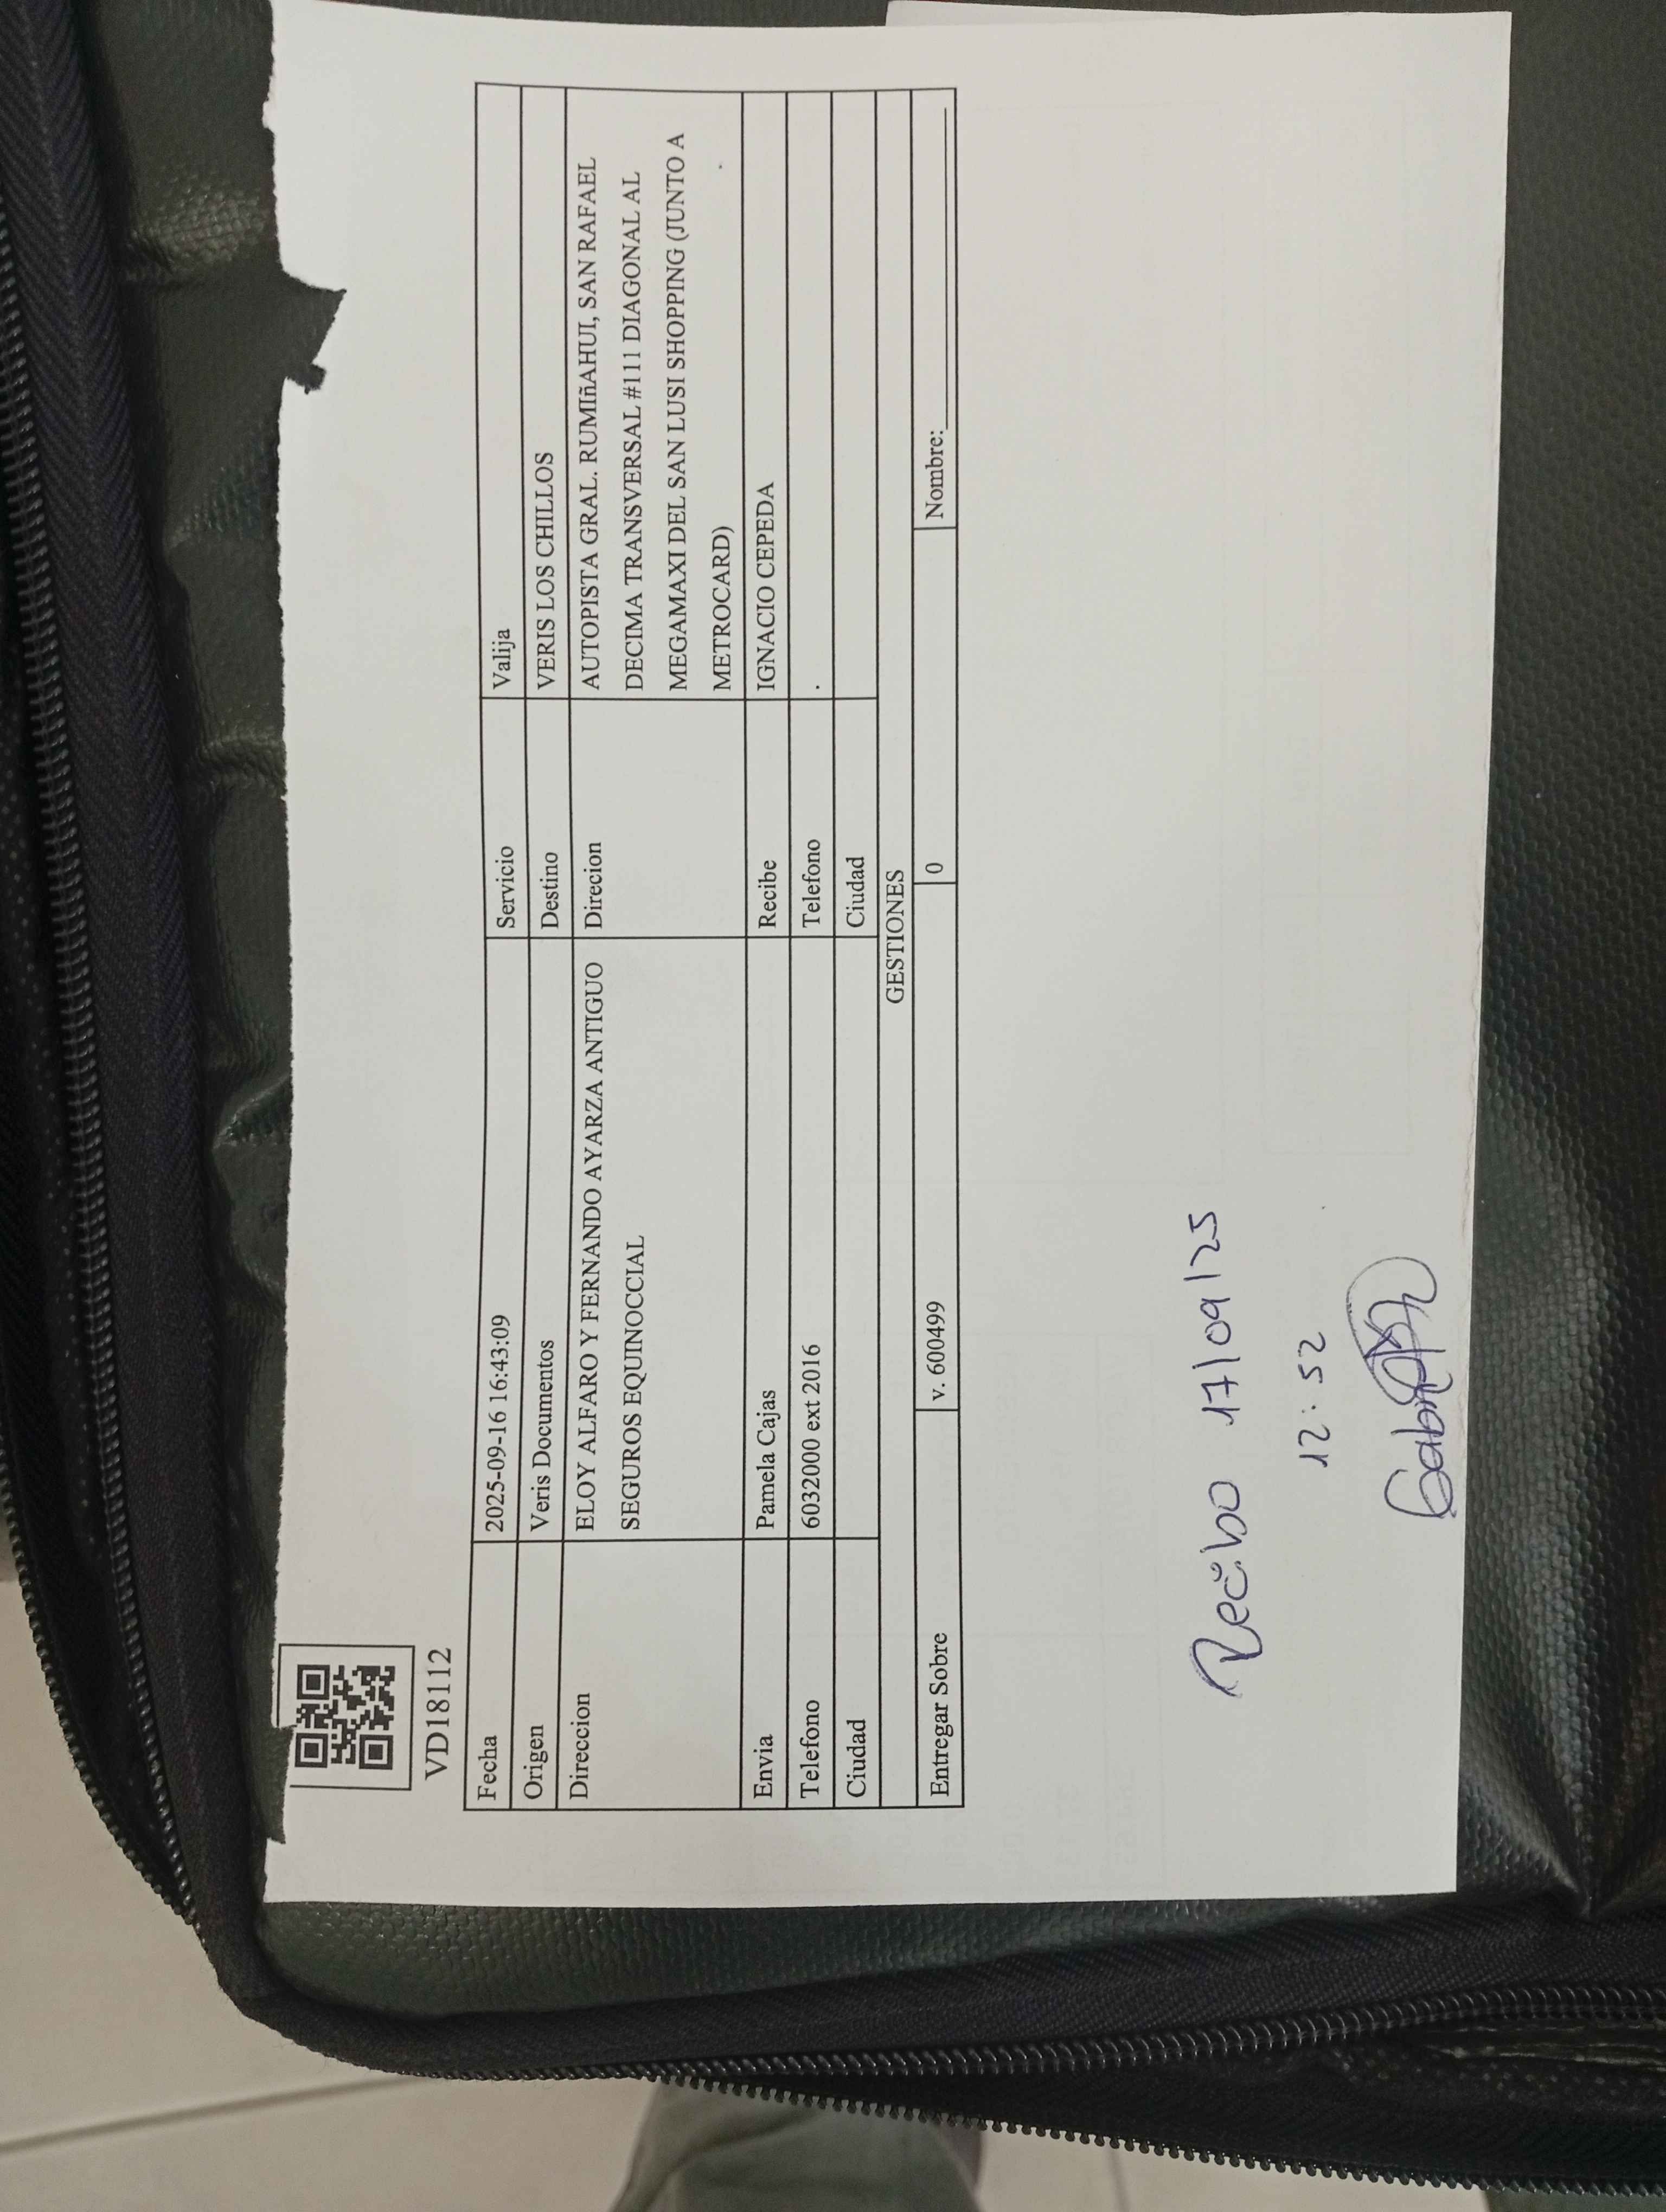 VD18112
Fecha 2025-09-16 16:43:09 Servicio Valija
Origen Veris Documentos Destino VERIS LOS CHILLOS
Direccion ELOY ALFARO Y FERNANDO AYARZA ANTIGUO Direcion AUTOPISTA GRAL. RUMIñAHUI, SAN RAFAEL
SEGUROS EQUINOCCIAL DECIMA TRANSVERSAL #111 DIAGONAL AL
MEGAMAXI DEL SAN LUSI SHOPPING (JUNTO A
METROCARD)
Envia Pamela Cajas Recibe IGNACIO CEPEDA
Telefono 6032000 ext 2016 Telefono .
Ciudad Ciudad
GESTIONES
Entregar Sobre v. 600499 0 Nombre:
Recibo 17/09/25
12:52